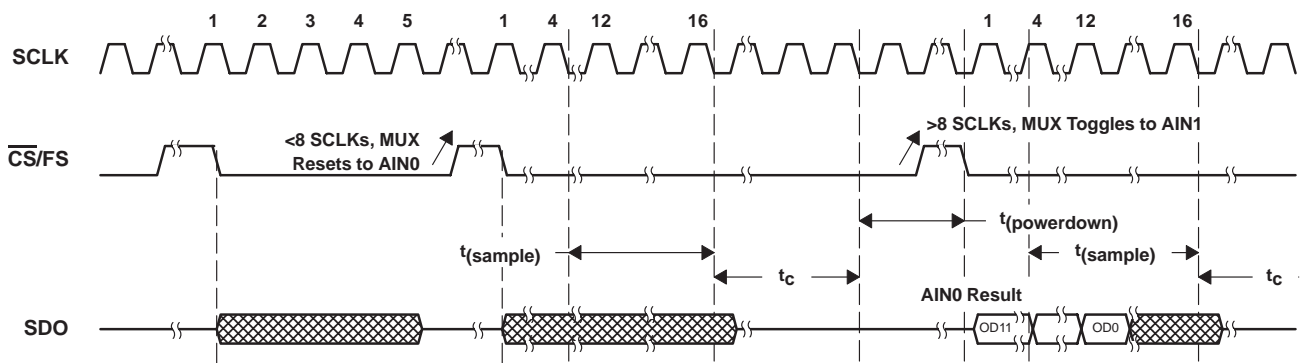 1 2 3 4 5 1 4 12 16 1 4 12 16
SCLK
<8 SCLKs, MUX
Resets to AIN0
>8 SCLKs, MUX Toggles to AIN1
CS/FS
t(powerdown)
t(sample)
t(sample)
tc
tc
AIN0 Result
SDO
OD11
OD0